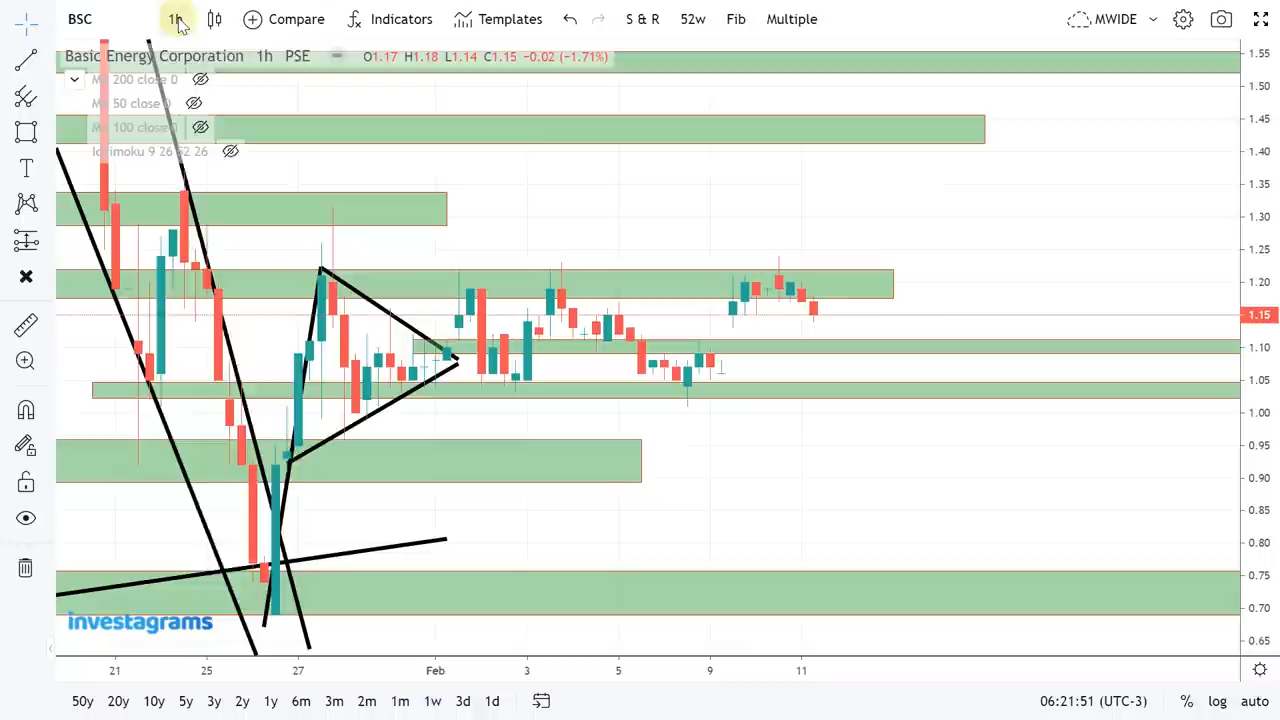 BSC 1h Compare Indicators Templates S & R 52w Fib Multiple MWIDE
Basic Energy Corporation 1h PSE O1.17 H1.18 L1.14 C1.15 −0.02 (−1.71%)
MA 200 close 0
MA 50 close 0
MA 100 close 0
Ichimoku 9 26 52 26
1.55
1.50
1.45
1.40
1.35
1.30
1.25
1.20
1.15
1.10
1.05
1.00
0.95
0.90
0.85
0.80
0.75
0.70
0.65
investagrams
21 25 27 Feb 3 5 9 11
50y 20y 10y 5y 3y 2y 1y 6m 3m 2m 1m 1w 3d 1d 06:21:51 (UTC-3) % log auto